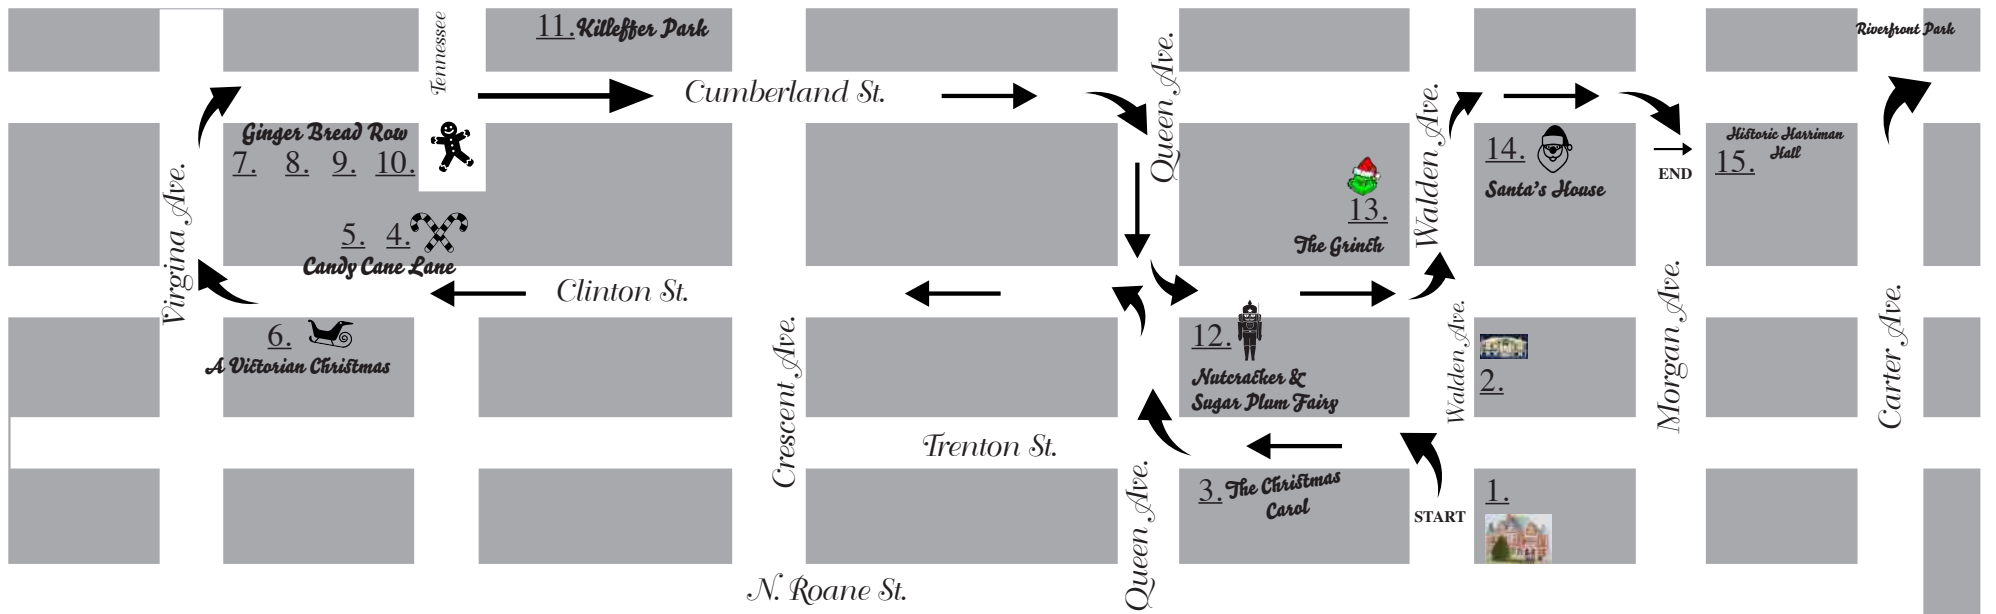 Tennessee
11. Killeffer Park
Riverfront Park
Cumberland St.
Queen Ave.
Walden Ave.
Ginger Bread Row
7. 8. 9. 10.
14.
Santa's House
Historic Harriman
Hall
15.
END
13.
The Grinch
Virgina Ave.
5. 4.
Candy Cane Lane
Clinton St.
6.
A Victorian Christmas
Crescent Ave.
12.
Nutcracker &
Sugar Plum Fairy
Walden Ave.
2.
Morgan Ave.
Carter Ave.
Trenton St.
Queen Ave.
3. The Christmas
Carol
START
1.
N. Roane St.